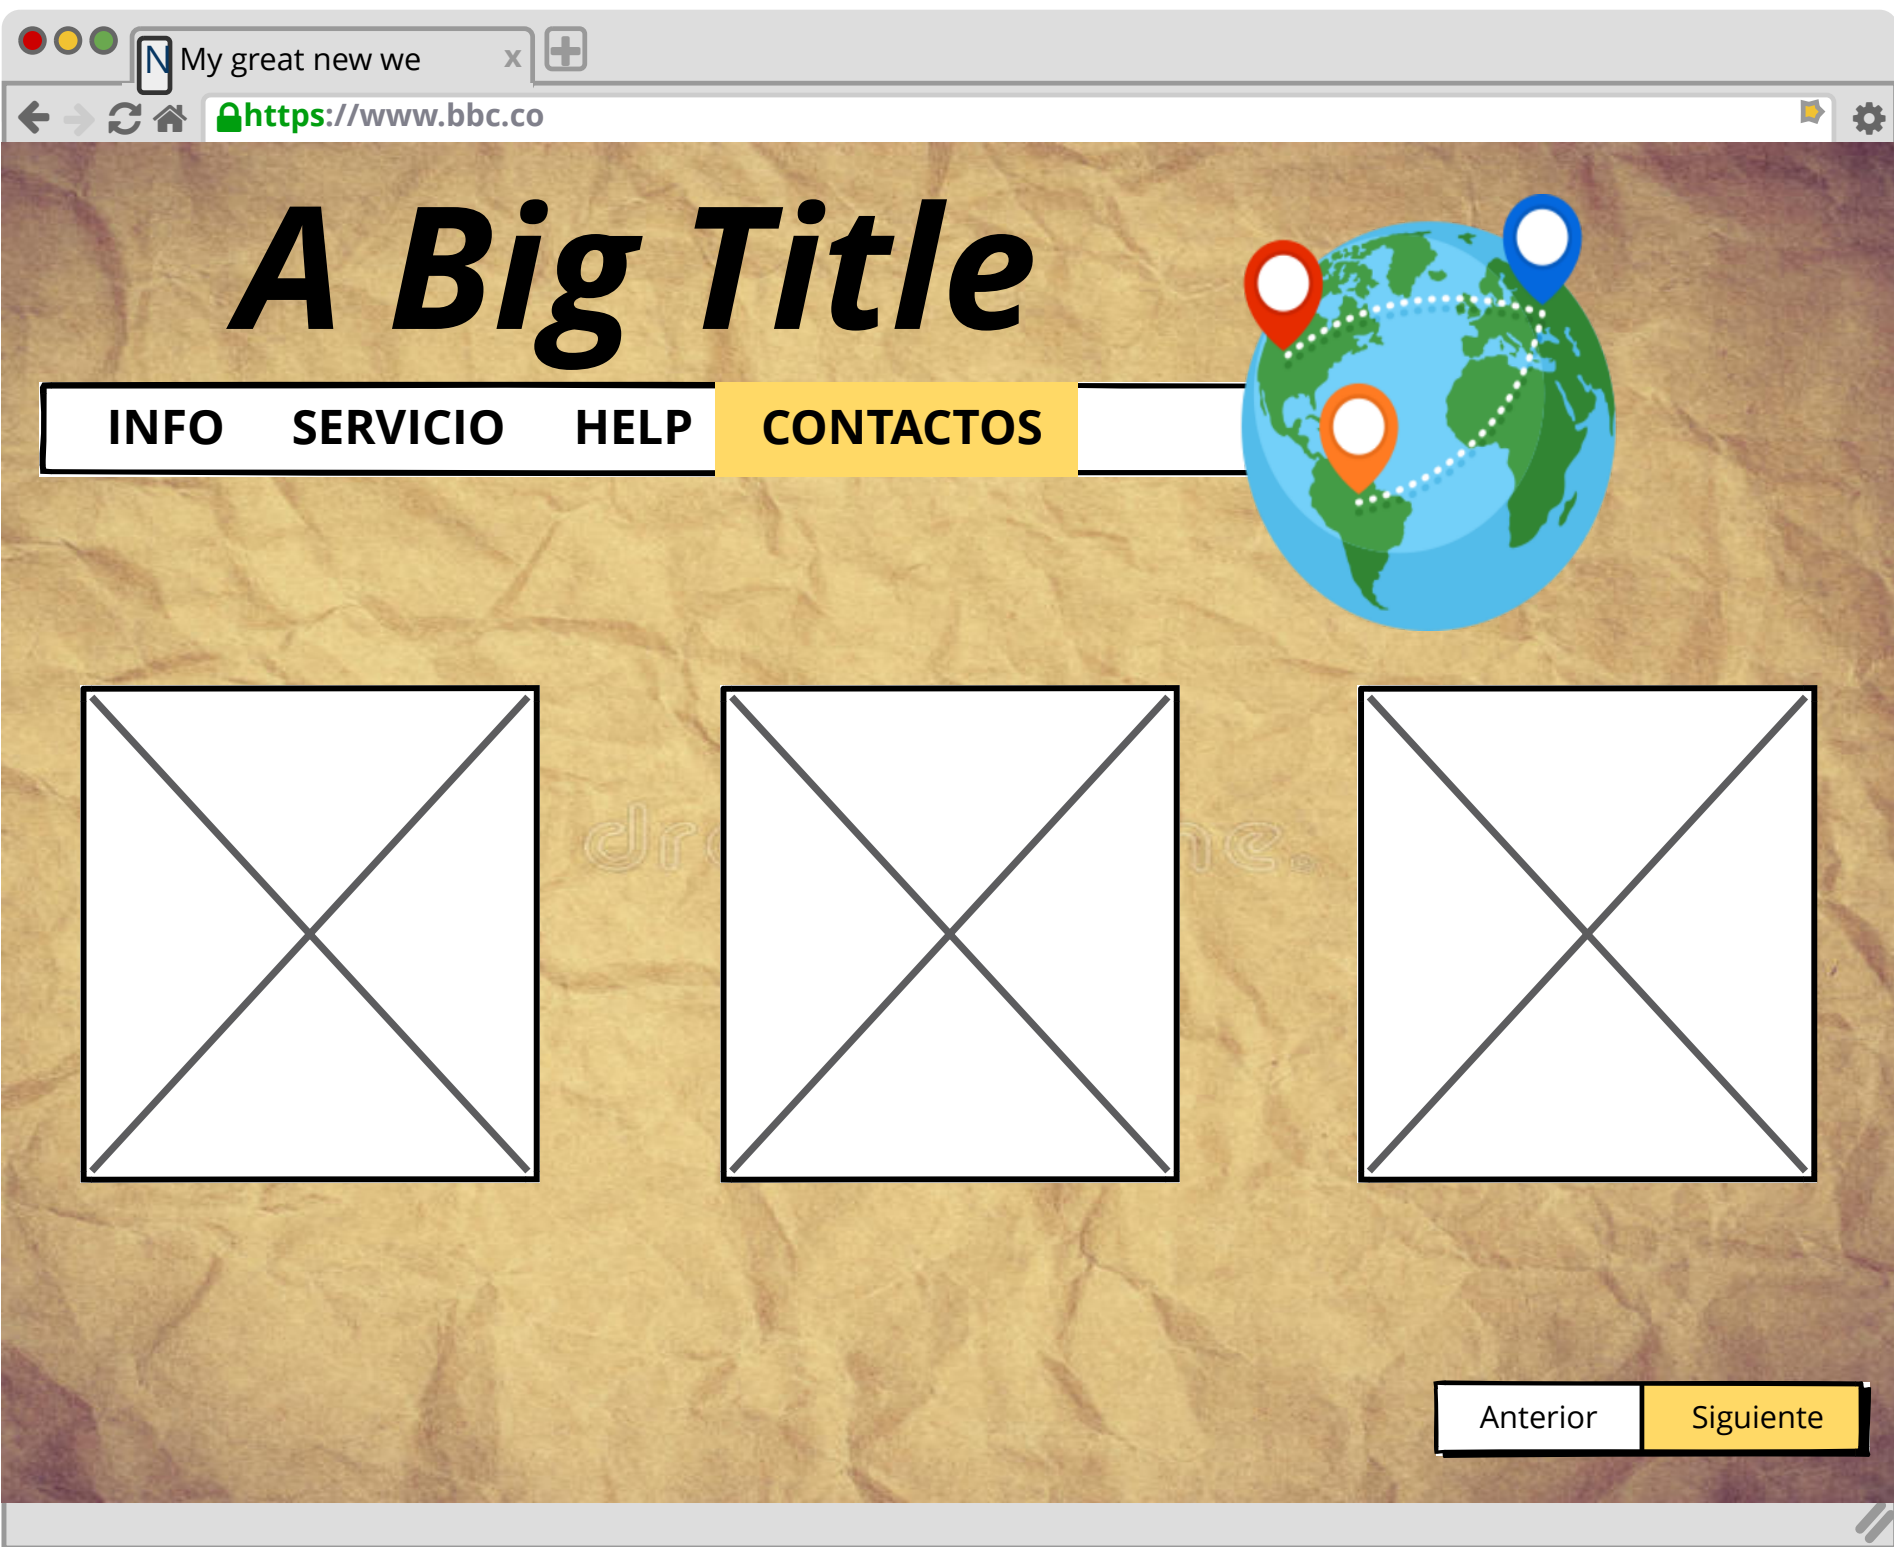 N My great new we x
https://www.bbc.co
A Big Title
INFO SERVICIO HELP CONTACTOS
Anterior Siguiente